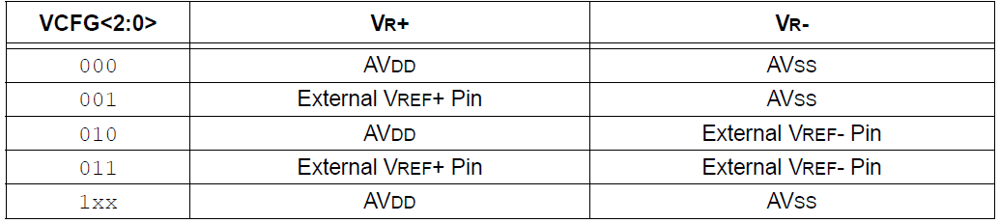 VCFG<2:0> VR+ VR-
000 AVDD AVSS
001 External VREF+ Pin AVSS
010 AVDD External VREF- Pin
011 External VREF+ Pin External VREF- Pin
1xx AVDD AVSS